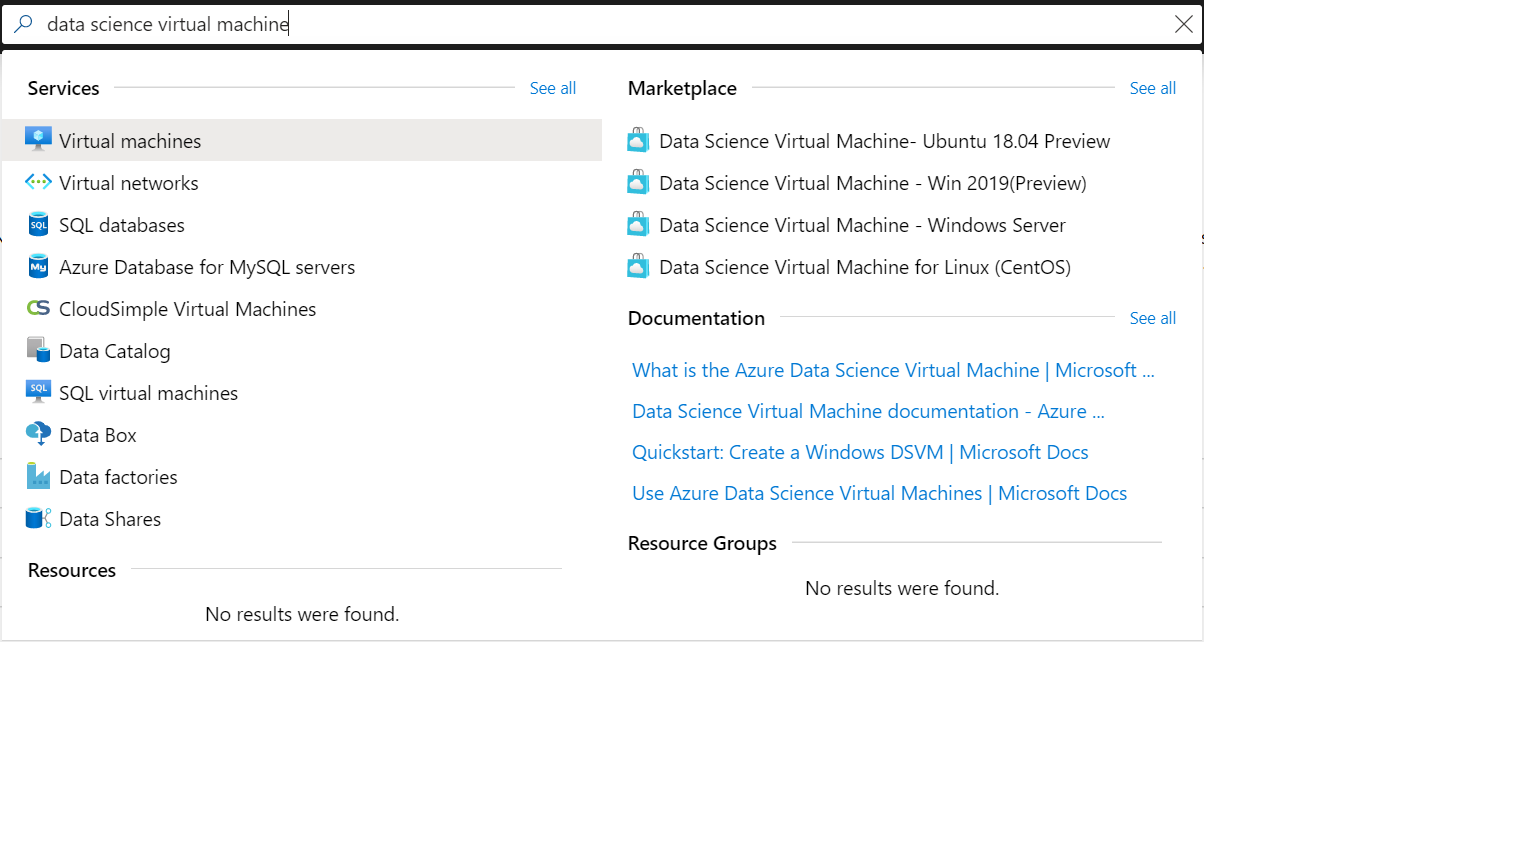 data science virtual machine
Services
See all
Virtual machines
Virtual networks
SQL databases
Azure Database for MySQL servers
CloudSimple Virtual Machines
Data Catalog
SQL virtual machines
Data Box
Data factories
Data Shares
Resources
No results were found.
Marketplace
See all
Data Science Virtual Machine- Ubuntu 18.04 Preview
Data Science Virtual Machine - Win 2019(Preview)
Data Science Virtual Machine - Windows Server
Data Science Virtual Machine for Linux (CentOS)
Documentation
See all
What is the Azure Data Science Virtual Machine | Microsoft ...
Data Science Virtual Machine documentation - Azure ...
Quickstart: Create a Windows DSVM | Microsoft Docs
Use Azure Data Science Virtual Machines | Microsoft Docs
Resource Groups
No results were found.